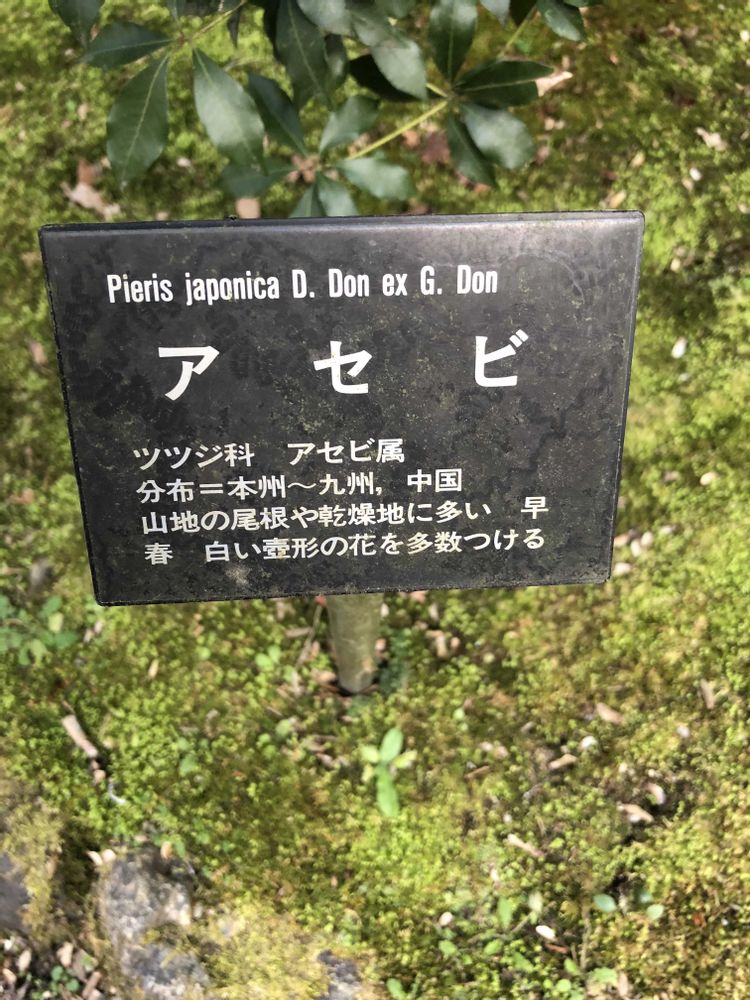 Pieris japonica D. Don ex G. Don
アセビ
ツツジ科　アセビ属
分布＝本州～九州，中国
山地の尾根や乾燥地に多い　早
春　白い壺形の花を多数つける